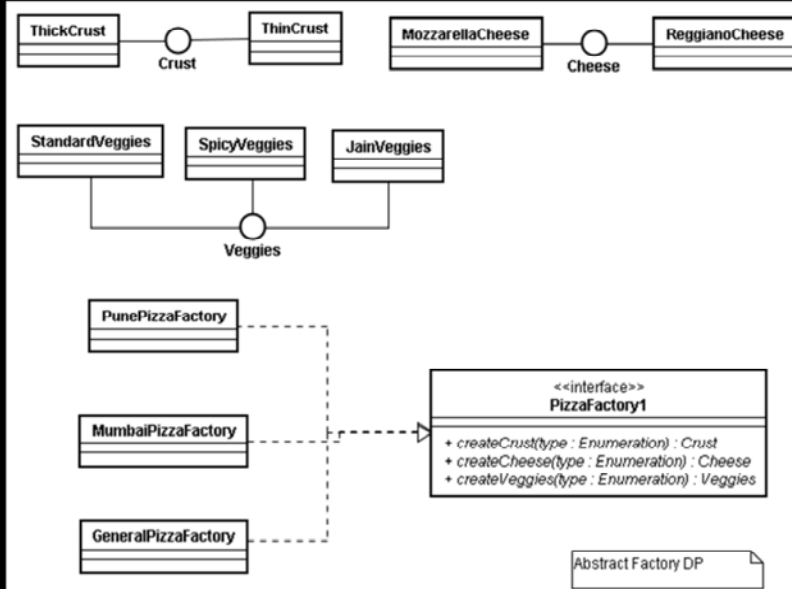 ThickCrust
Crust
ThinCrust
MozzarellaCheese
Cheese
ReggianoCheese
StandardVeggies
SpicyVeggies
JainVeggies
Veggies
PunePizzaFactory
MumbaiPizzaFactory
GeneralPizzaFactory
<<interface>>
PizzaFactory1
+ createCrust(type : Enumeration) : Crust
+ createCheese(type : Enumeration) : Cheese
+ createVeggies(type : Enumeration) : Veggies
Abstract Factory DP